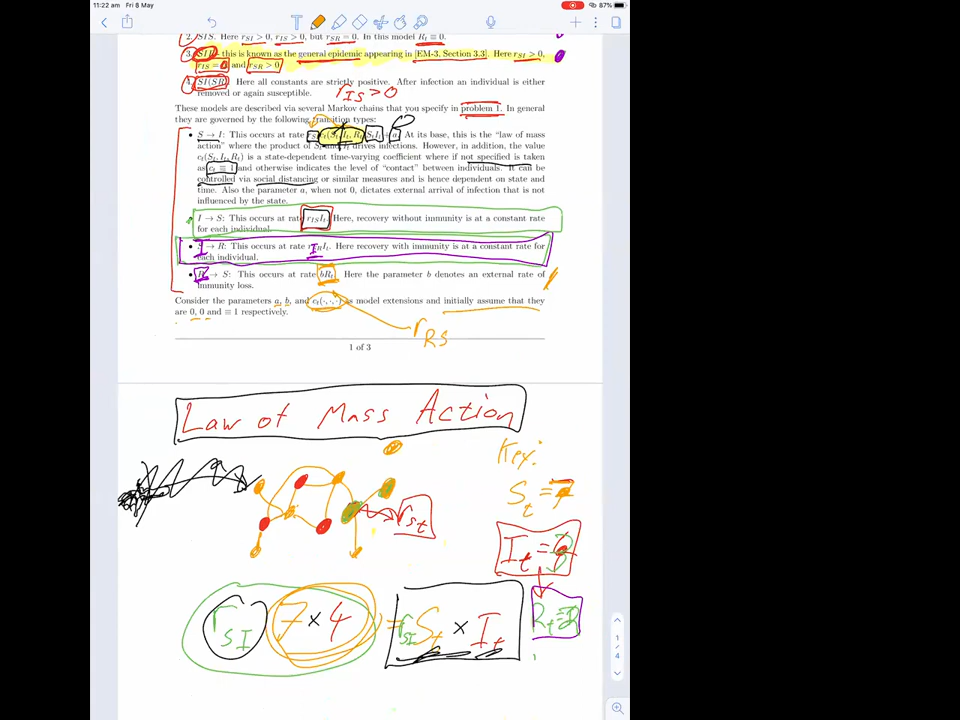 11:22 am Fri 8 May
87%
2. SIS. Here r_SI > 0, r_IS > 0, but r_SR = 0. In this model R_t ≡ 0.
3. SIR – this is known as the general epidemic appearing in [EM-3, Section 3.3]. Here r_SI > 0,
r_IS = 0 and r_SR > 0
SI(SR) Here all constants are strictly positive. After infection an individual is either
removed or again susceptible.
r_IS > 0
These models are described via several Markov chains that you specify in problem 1. In general
they are governed by the following transition types:
• S → I: This occurs at rate c_t(S_t, I_t, R_t) S_t I_t + a. At its base, this is the "law of mass
action" where the product of S_t and I_t drives infections. However, in addition, the value
c_t(S_t, I_t, R_t) is a state-dependent time-varying coefficient where if not specified is taken
as c_t ≡ 1 and otherwise indicates the level of "contact" between individuals. It can be
controlled via social distancing or similar measures and is hence dependent on state and
time. Also the parameter a, when not 0, dictates external arrival of infection that is not
influenced by the state.
I → S: This occurs at rate r_IS I_t. Here, recovery without immunity is at a constant rate
for each individual.
• I → R: This occurs at rate r_IR I_t. Here recovery with immunity is at a constant rate for
each individual.
• R → S: This occurs at rate bR_t. Here the parameter b denotes an external rate of
immunity loss.
Consider the parameters a, b, and c_t(·,·,·) as model extensions and initially assume that they
are 0, 0 and ≡ 1 respectively.
r_RS
1 of 3
Law of Mass Action
Key:
S_t = 7
r_St
I_t = 3
r_SI 7 × 4 = r_SI S_t × I_t
R_t =
1
/
4